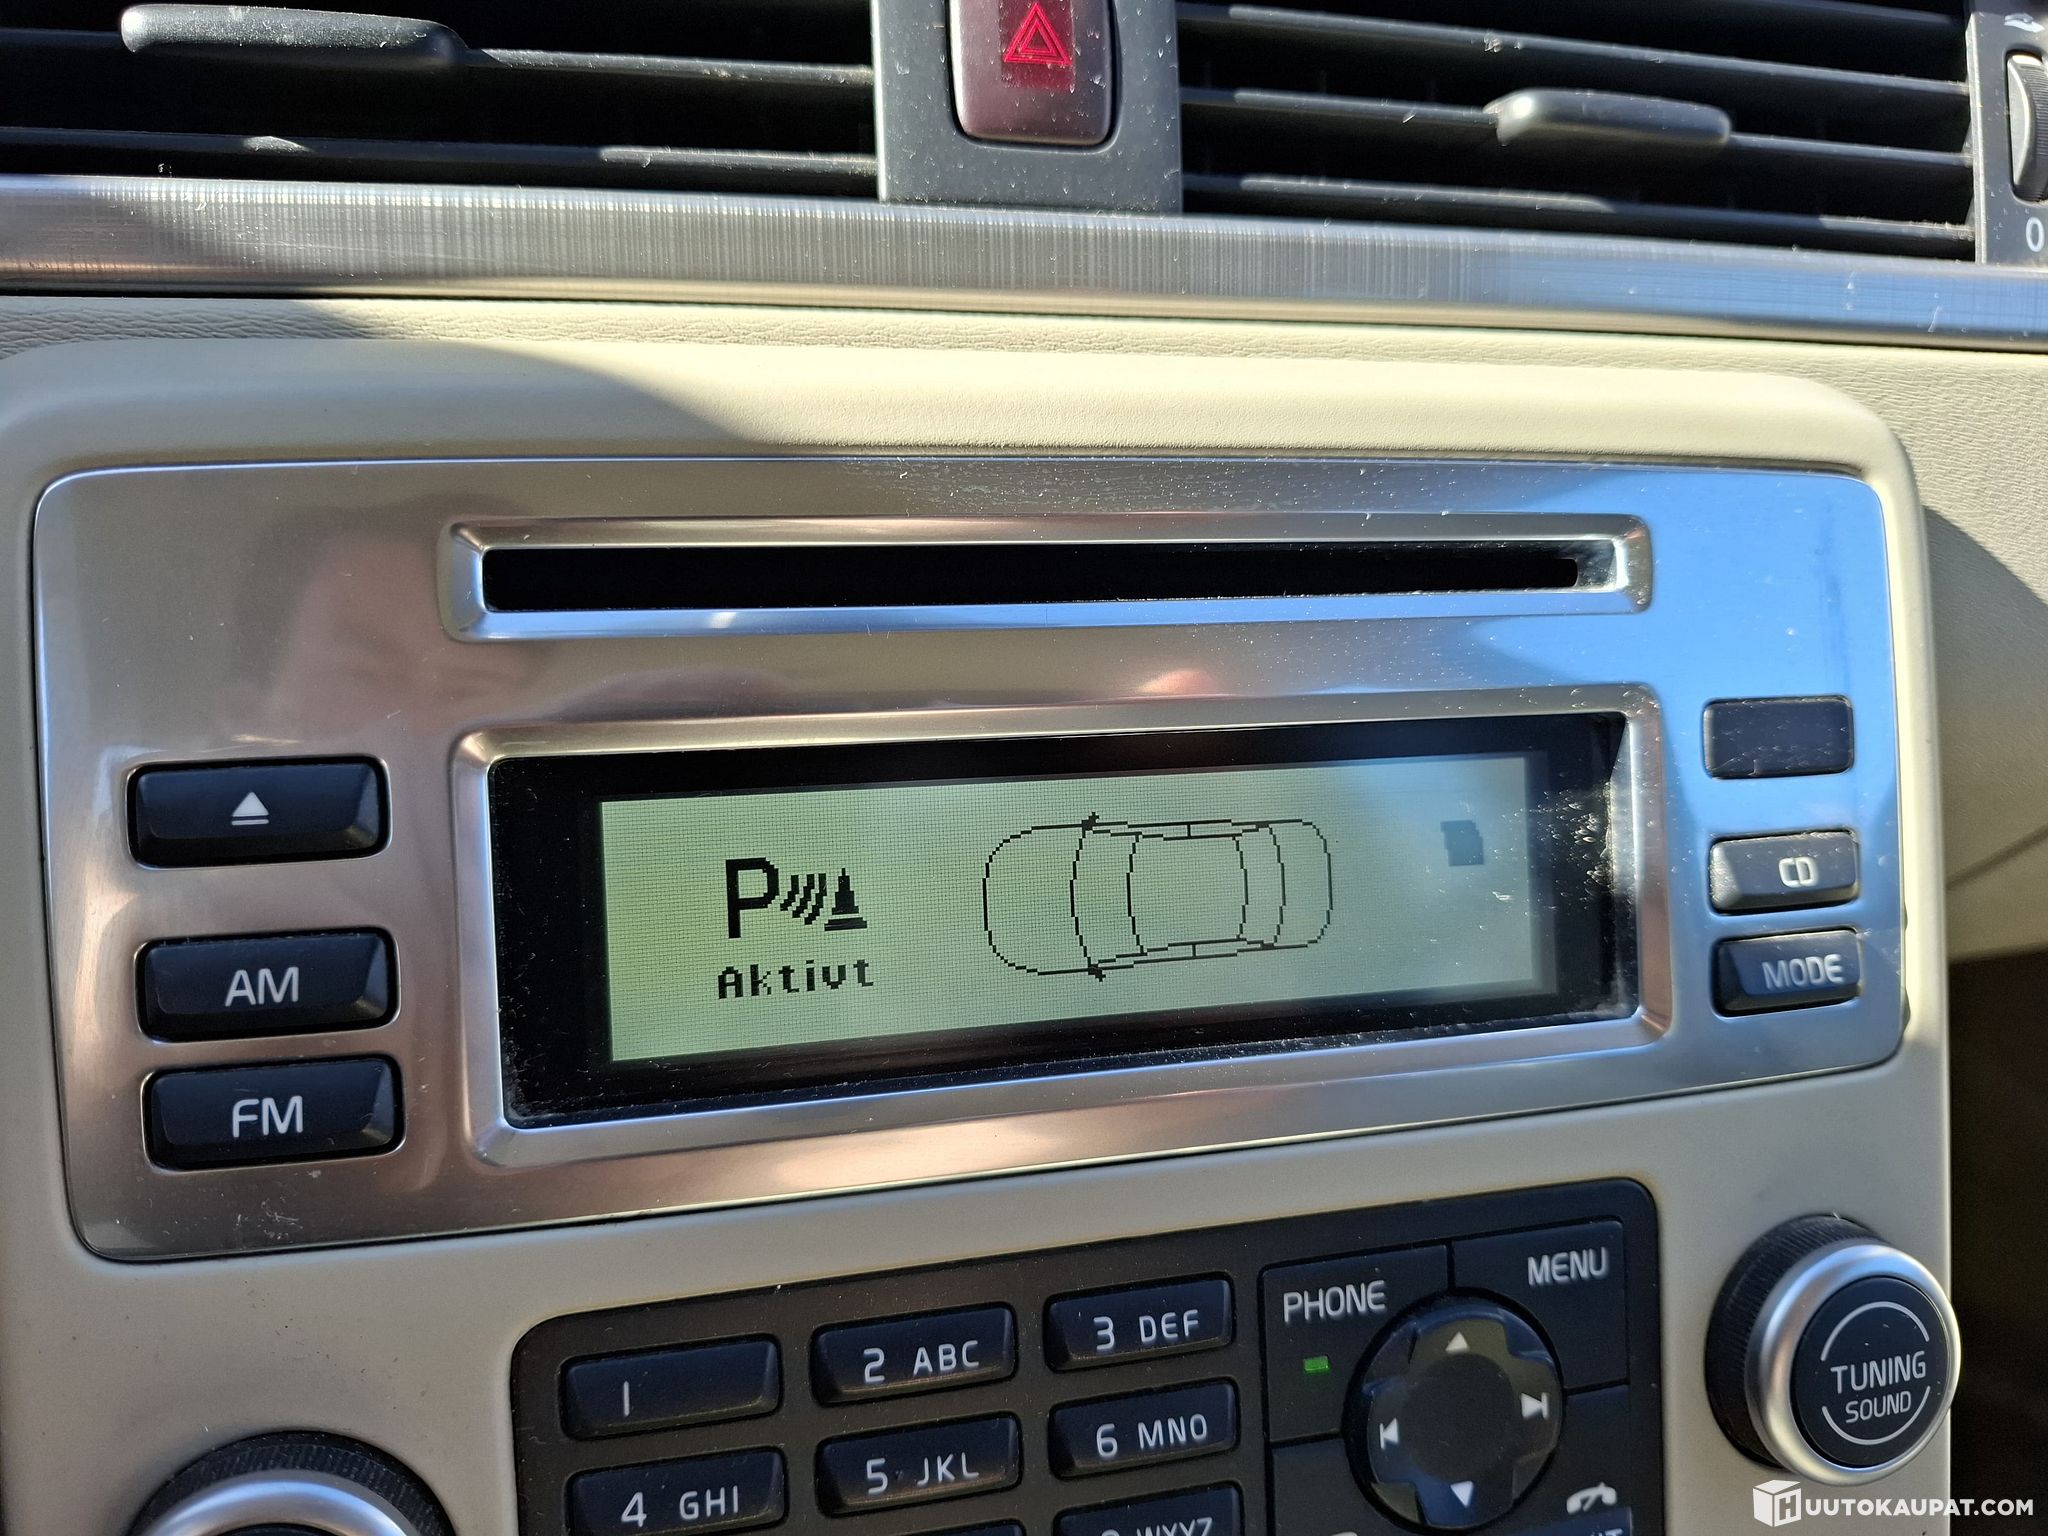 0
AM
FM
P
Aktivt
CD
MODE
1
2 ABC
3 DEF
4 GHI
5 JKL
6 MNO
PHONE
MENU
TUNING
SOUND
HUUTOKAUPAT.COM